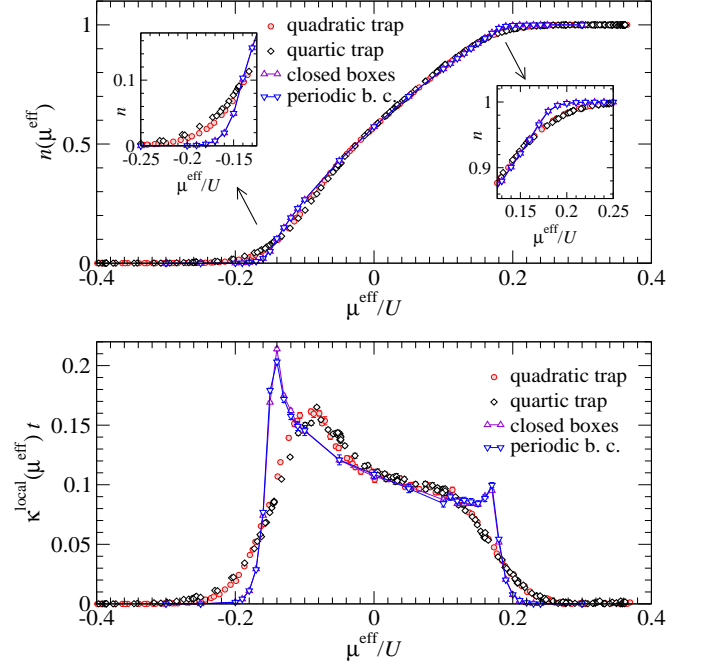 quadratic trap
quartic trap
closed boxes
periodic b. c.
n(μ^eff)
1
0.5
0
-0.4 -0.2 0 0.2 0.4
μ^eff/U
n
0.1
0
-0.25 -0.2 -0.15
μ^eff/U
n
1
0.9
0.15 0.20 0.25
μ^eff/U
quadratic trap
quartic trap
closed boxes
periodic b. c.
κ^local(μ^eff) t
0.2
0.15
0.1
0.05
0
-0.4 -0.2 0 0.2 0.4
μ^eff/U